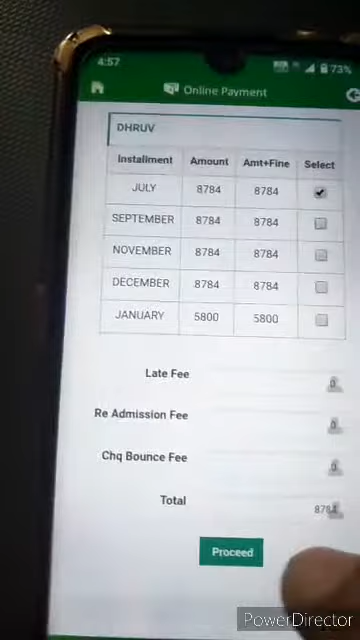 4:57 73%
Online Payment
DHRUV
Installment Amount Amt+Fine Select
JULY 8784 8784
SEPTEMBER 8784 8784
NOVEMBER 8784 8784
DECEMBER 8784 8784
JANUARY 5800 5800
Late Fee 0
Re Admission Fee 0
Chq Bounce Fee 0
Total 8784
Proceed
PowerDirector